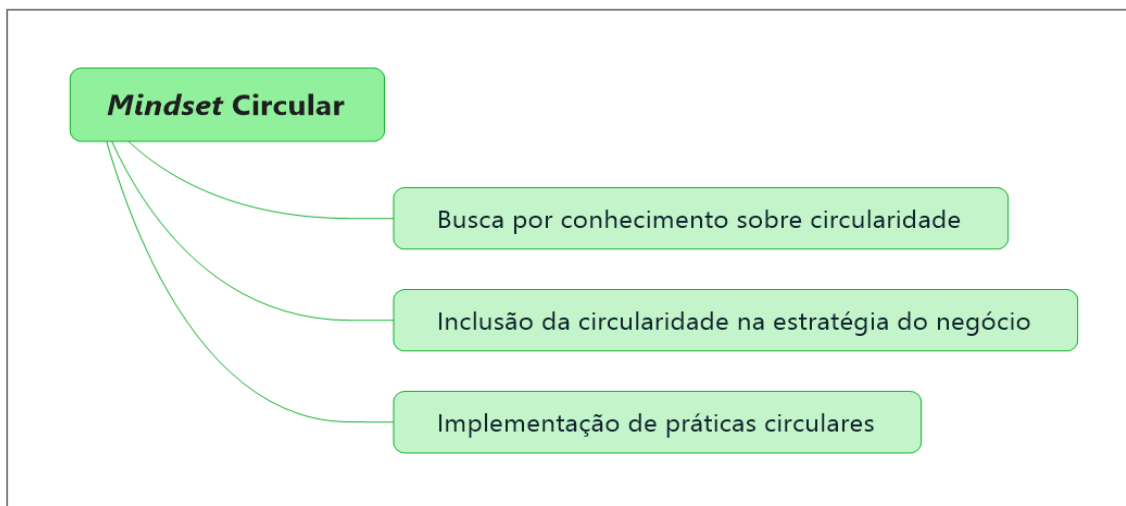 Mindset Circular
Busca por conhecimento sobre circularidade
Inclusão da circularidade na estratégia do negócio
Implementação de práticas circulares